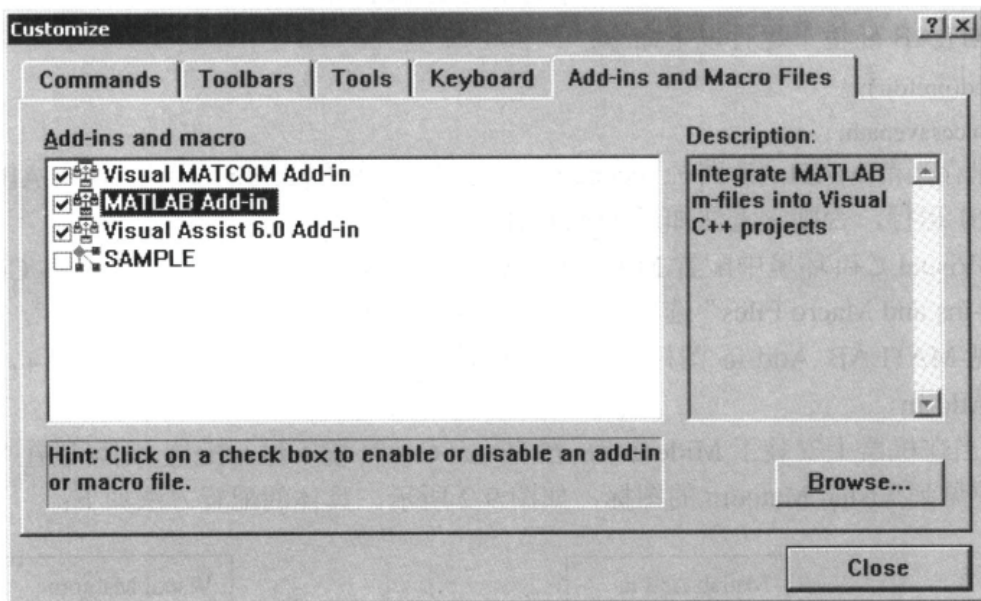 Customize
Commands
Toolbars
Tools
Keyboard
Add-ins and Macro Files
Add-ins and macro
Visual MATCOM Add-in
MATLAB Add-in
Visual Assist 6.0 Add-in
SAMPLE
Description:
Integrate MATLAB
m-files into Visual
C++ projects
Hint: Click on a check box to enable or disable an add-in
or macro file.
Browse...
Close